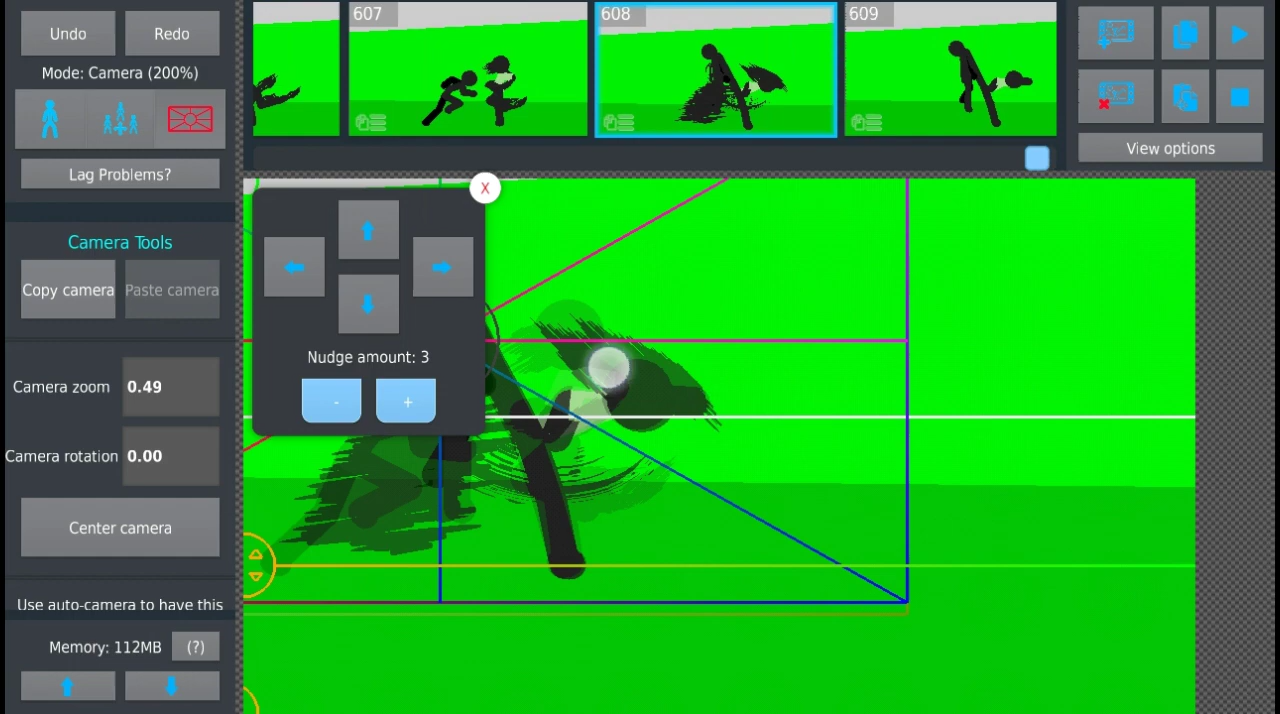 Undo
Redo
Mode: Camera (200%)
Lag Problems?
607
608
609
View options
X
Camera Tools
Copy camera
Paste camera
Nudge amount: 3
-
+
Camera zoom
0.49
Camera rotation
0.00
Center camera
Use auto-camera to have this
Memory: 112MB
(?)